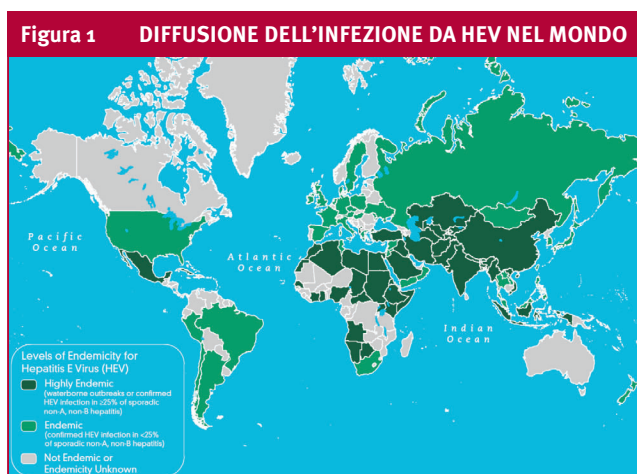 Figura 1 DIFFUSIONE DELL'INFEZIONE DA HEV NEL MONDO
Pacific
Ocean
Atlantic
Ocean
Indian
Ocean
Levels of Endemicity for
Hepatitis E Virus (HEV)
Highly Endemic
(waterborne outbreaks or confirmed
HEV infection in ≥25% of sporadic
non-A, non-B hepatitis)
Endemic
(confirmed HEV infection in <25%
of sporadic non-A, non-B hepatitis)
Not Endemic or
Endemicity Unknown